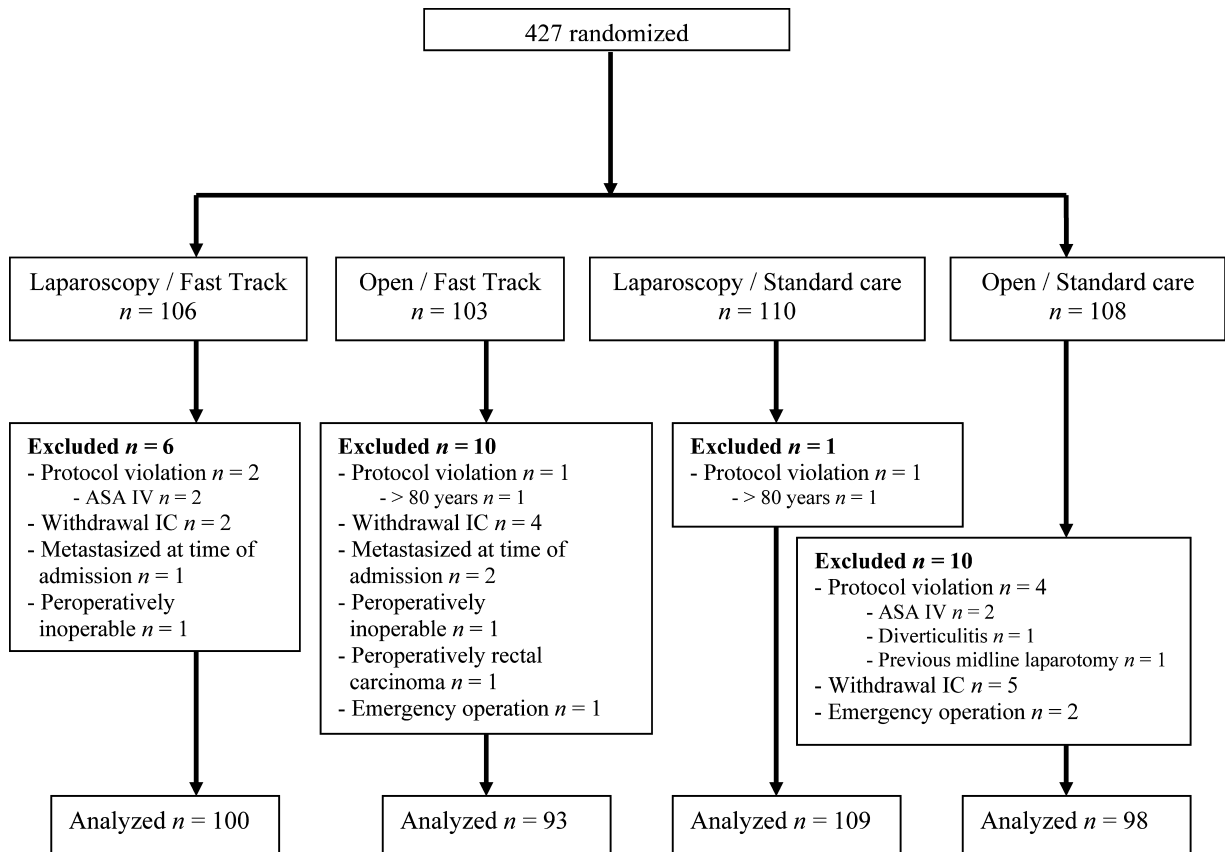 427 randomized
Laparoscopy / Fast Track
n = 106
Open / Fast Track
n = 103
Laparoscopy / Standard care
n = 110
Open / Standard care
n = 108
Excluded n = 6
- Protocol violation n = 2
- ASA IV n = 2
- Withdrawal IC n = 2
- Metastasized at time of
admission n = 1
- Peroperatively
inoperable n = 1
Excluded n = 10
- Protocol violation n = 1
- > 80 years n = 1
- Withdrawal IC n = 4
- Metastasized at time of
admission n = 2
- Peroperatively
inoperable n = 1
- Peroperatively rectal
carcinoma n = 1
- Emergency operation n = 1
Excluded n = 1
- Protocol violation n = 1
- > 80 years n = 1
Excluded n = 10
- Protocol violation n = 4
- ASA IV n = 2
- Diverticulitis n = 1
- Previous midline laparotomy n = 1
- Withdrawal IC n = 5
- Emergency operation n = 2
Analyzed n = 100
Analyzed n = 93
Analyzed n = 109
Analyzed n = 98